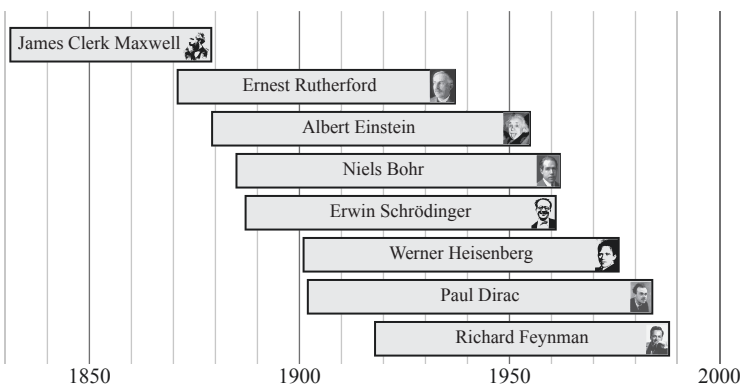 James Clerk Maxwell
Ernest Rutherford
Albert Einstein
Niels Bohr
Erwin Schrödinger
Werner Heisenberg
Paul Dirac
Richard Feynman
1850 1900 1950 2000